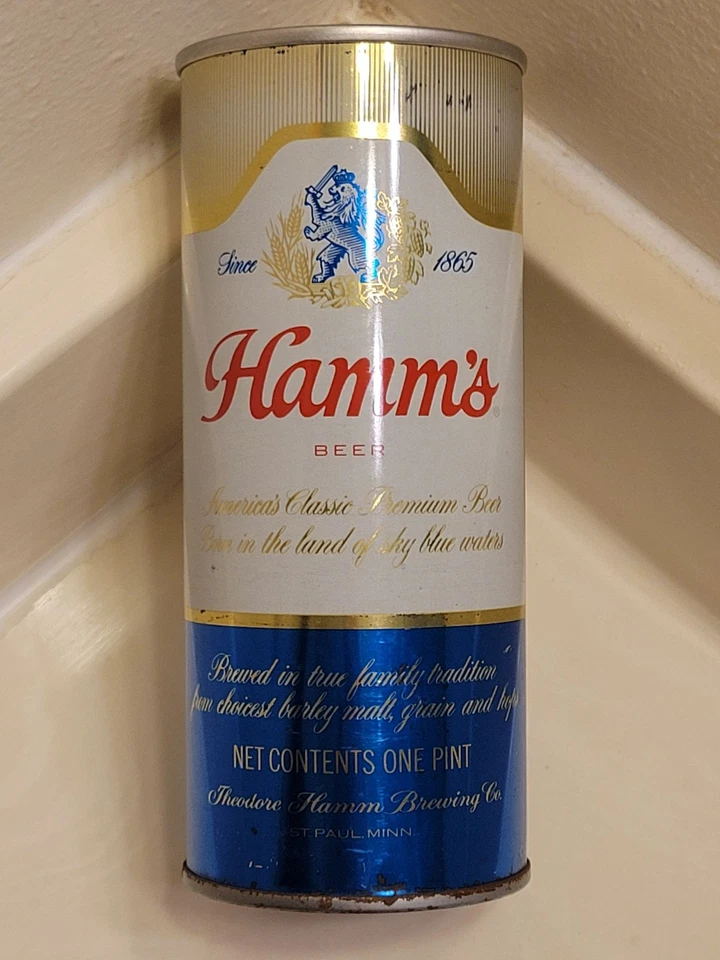 Since 1865
Hamm's
BEER
America's Classic Premium Beer
Born in the land of sky blue waters
Brewed in true family tradition
from choicest barley malt, grain and hops
NET CONTENTS ONE PINT
Theodore Hamm Brewing Co.
ST. PAUL, MINN.